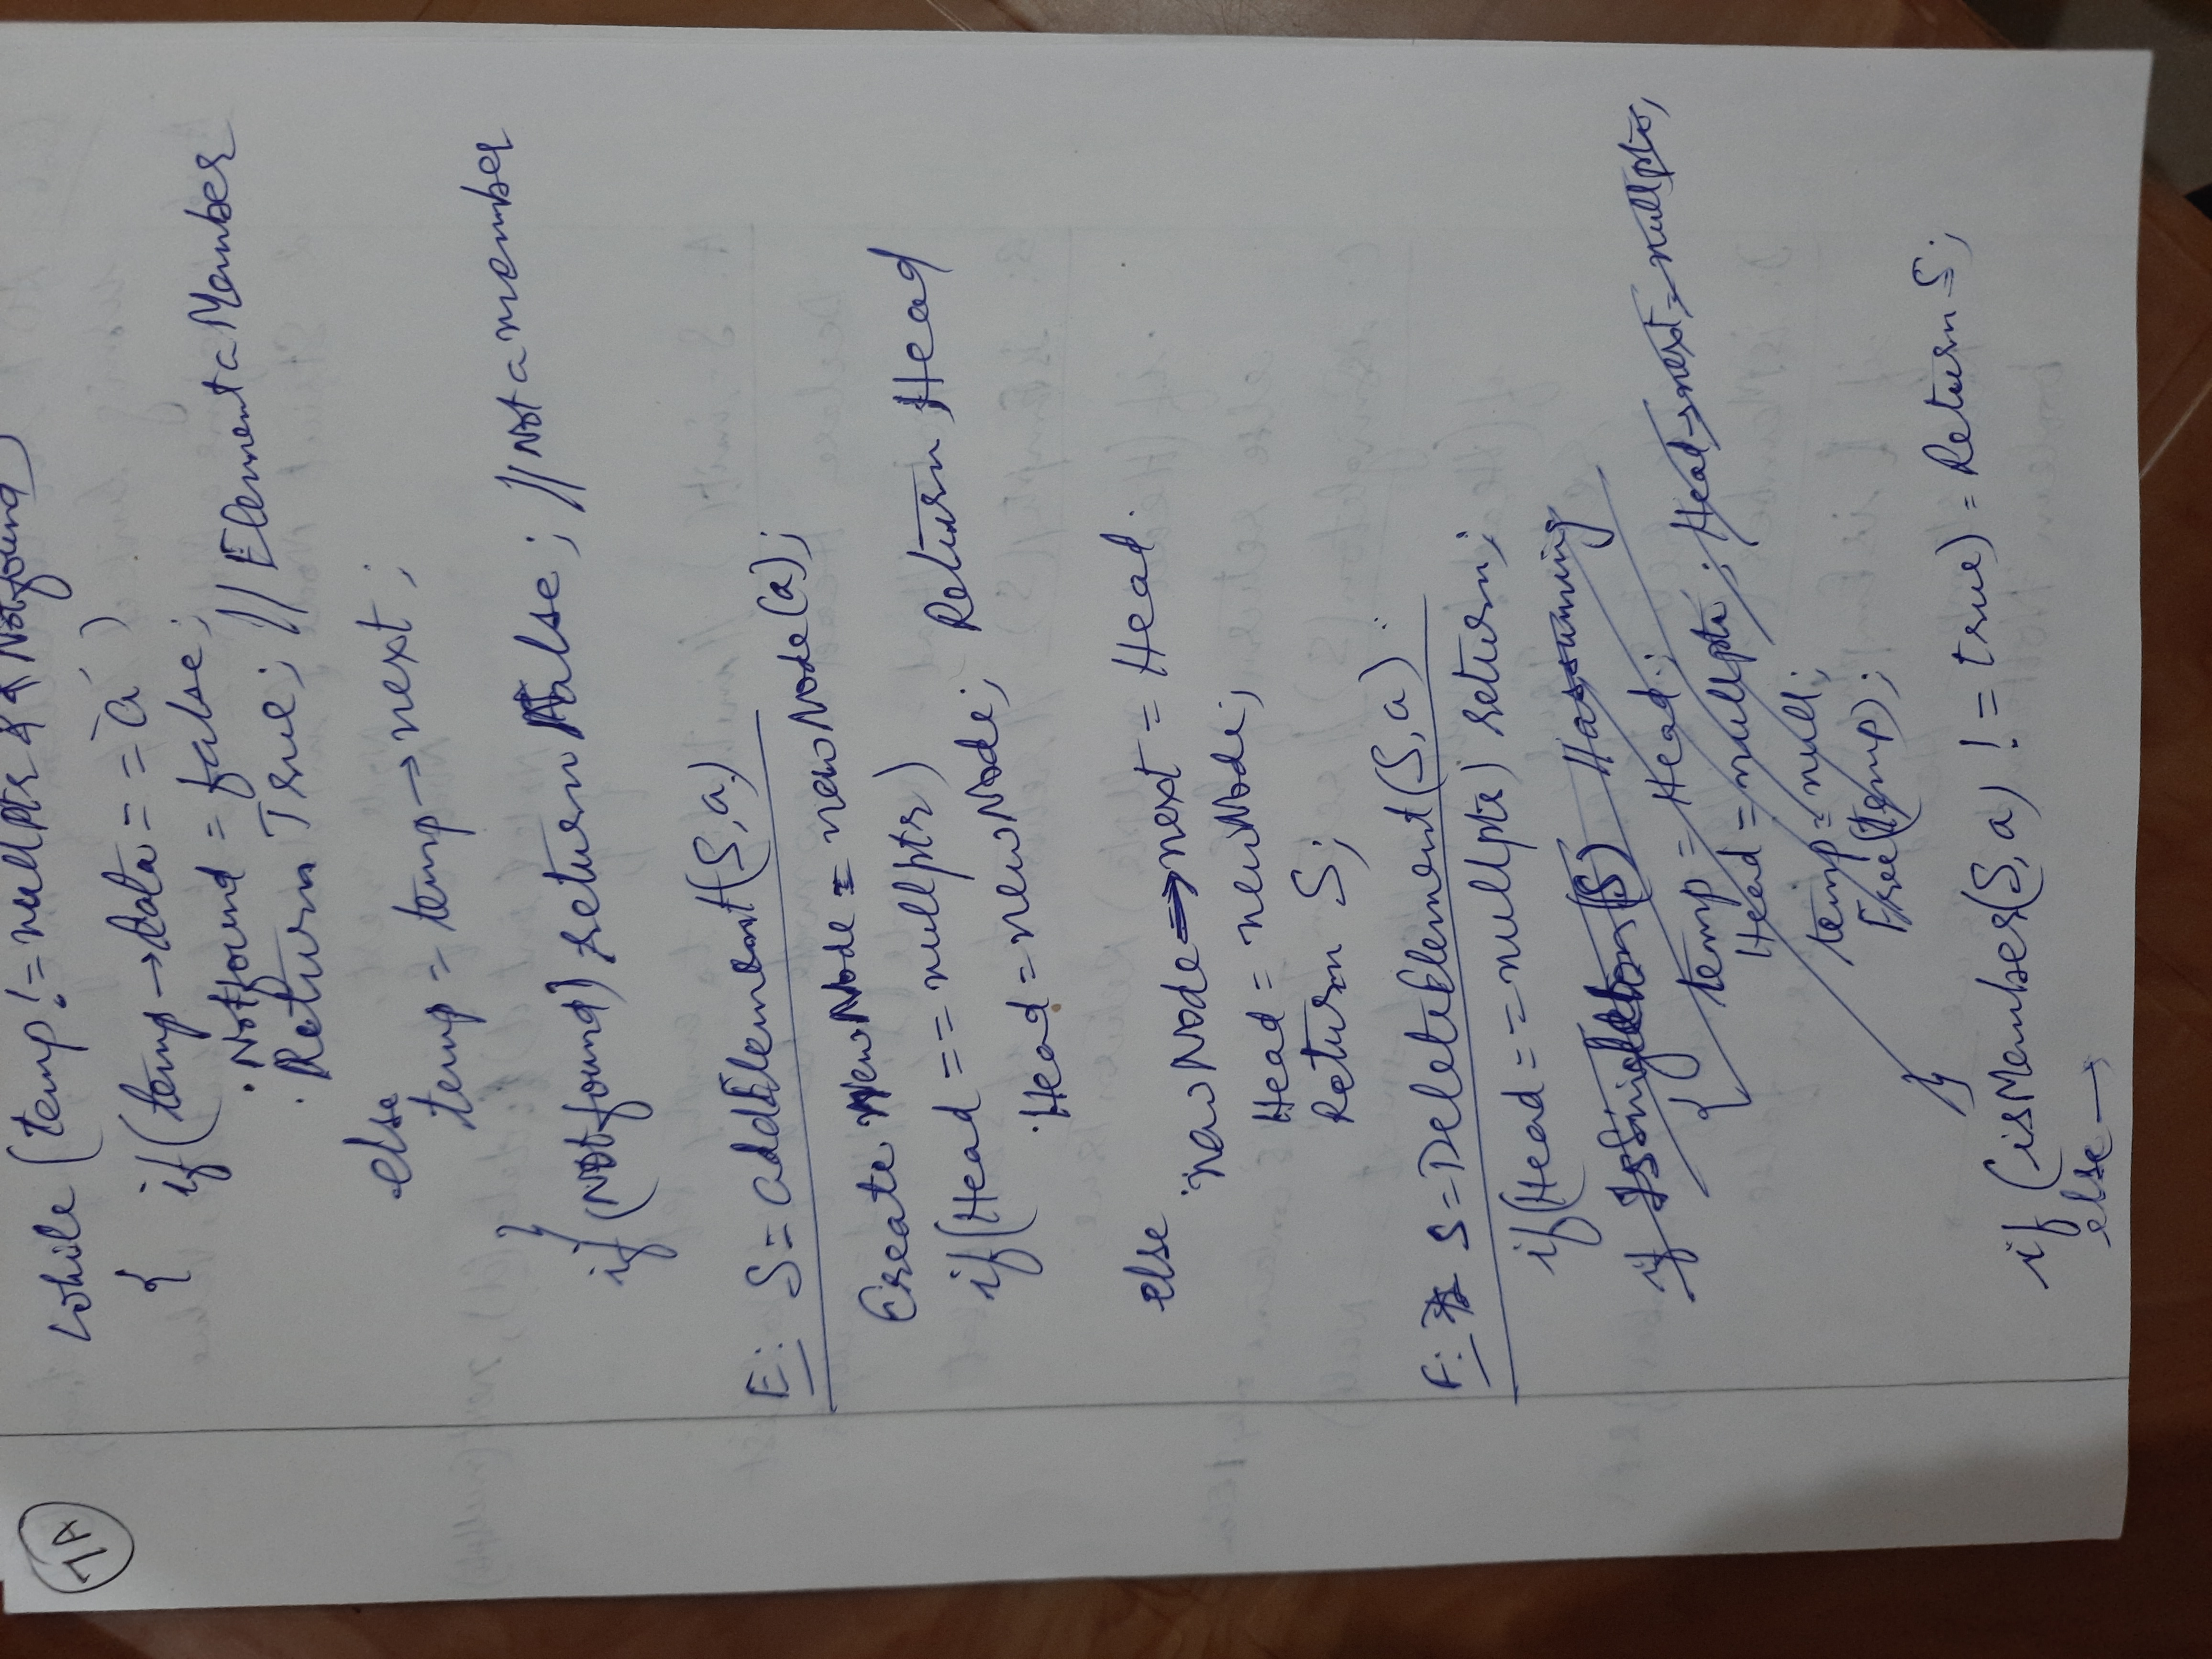 7A
while (temp != nullptr && Notfound)
{ if (temp → data == `a´ )
. Notfound = false;
. Return True; // Element a Member
else
temp = temp → next ;
}
if (Notfound) return False; // Not a member
E: S = addElement (S, a)
Create NewNode = newNode (a);
if (Head == nullptr)
. Head = newNode; Return Head
else
. newNode → next = Head.
Head = newNode;
Return S;
F: S = DeleteElement (S, a)
if (Head == nullptr) return;
if IsSingleton (S) // assuming
{ temp = Head;
Head = nullptr ; Head → next = nullptr;
temp = null;
Free (temp) ;
}
if (isMember (S, a) != true) = Return S;
else →